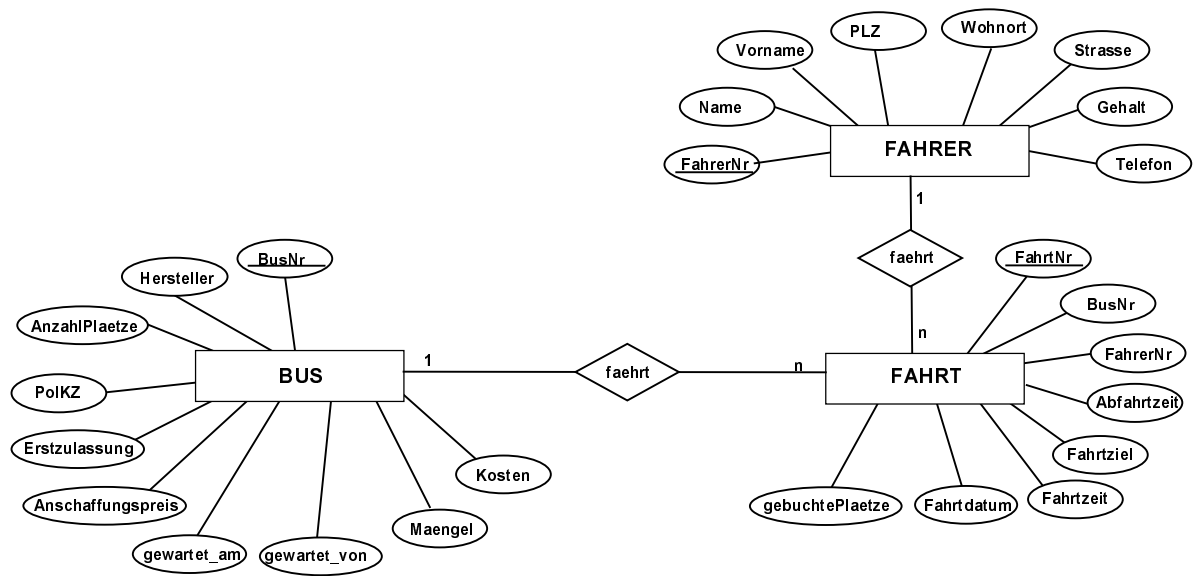 Wohnort
PLZ
Vorname
Strasse
Name
Gehalt
FAHRER
FahrerNr
Telefon
1
faehrt
n
FahrtNr
BusNr
FahrerNr
Abfahrtzeit
Fahrtziel
Fahrtzeit
Fahrtdatum
gebuchtePlaetze
FAHRT
n
faehrt
1
BUS
BusNr
Hersteller
AnzahlPlaetze
PolKZ
Erstzulassung
Anschaffungspreis
gewartet_am
gewartet_von
Maengel
Kosten